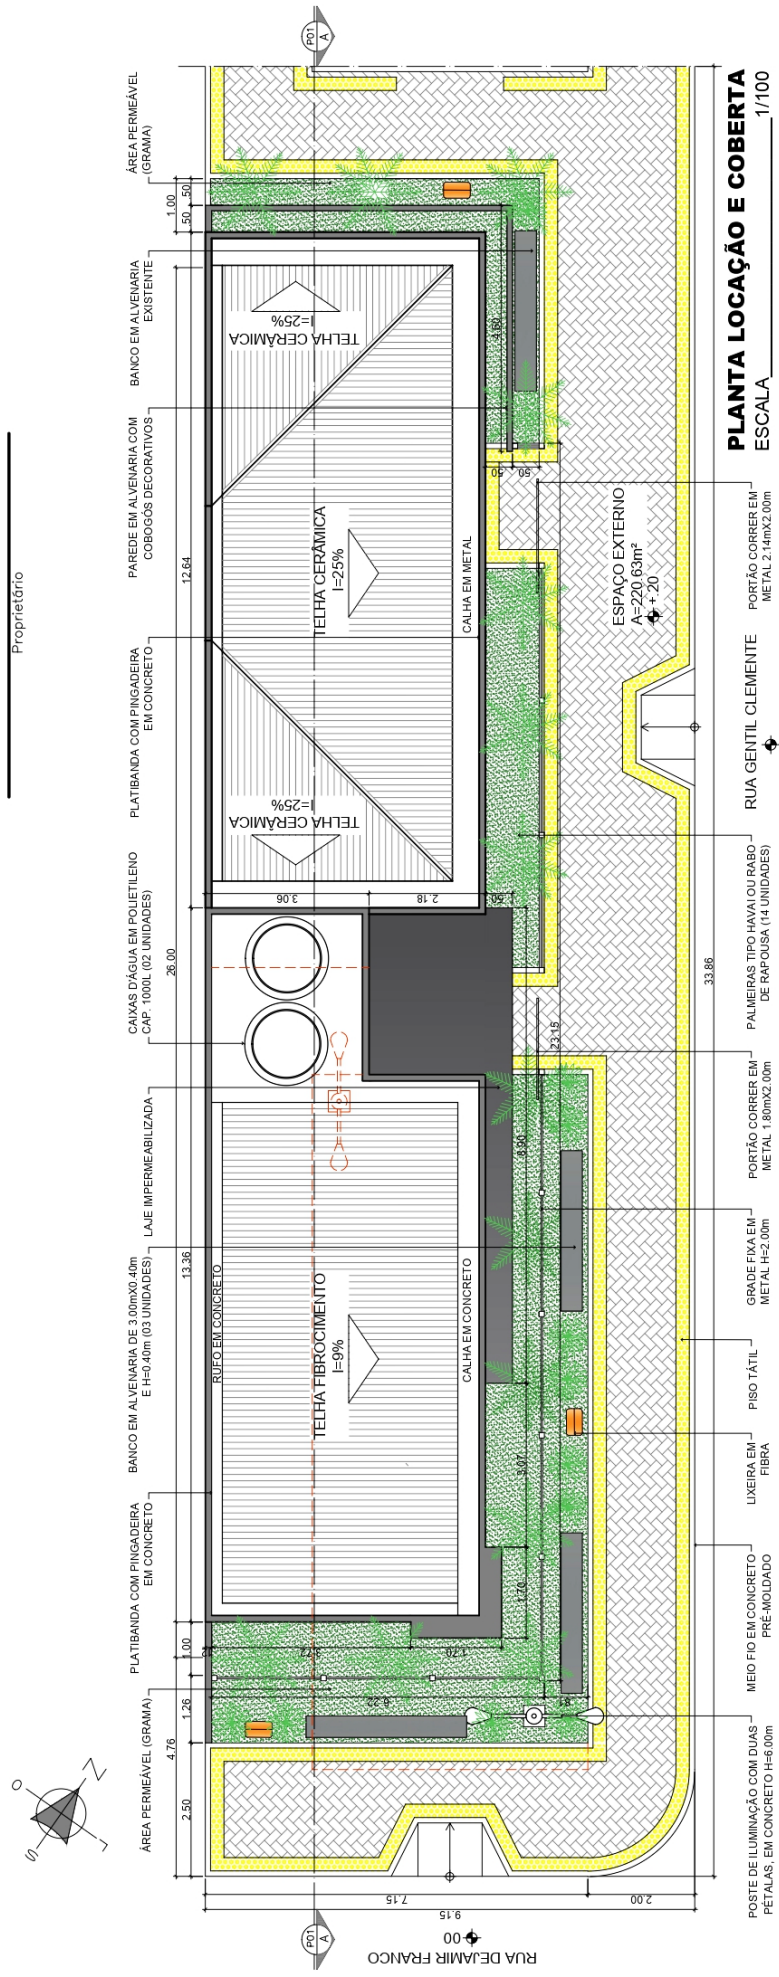 Proprietário
PLANTA LOCAÇÃO E COBERTA
ESCALA 1/100
P01
A
ÁREA PERMEÁVEL
(GRAMA)
BANCO EM ALVENARIA
EXISTENTE
PAREDE EM ALVENARIA COM
COBOGÓS DECORATIVOS
PLATIBANDA COM PINGADEIRA
EM CONCRETO
CAIXAS D'ÁGUA EM POLIETILENO
CAP. 1000L (02 UNIDADES)
LAJE IMPERMEABILIZADA
BANCO EM ALVENARIA DE 3.00mX0.40m
E H=0.40m (03 UNIDADES)
PLATIBANDA COM PINGADEIRA
EM CONCRETO
ÁREA PERMEÁVEL (GRAMA)
1.00
.50
.50
12.64
26.00
13.36
1.00
1.26
4.76
2.50
TELHA CERÂMICA
I=25%
TELHA CERÂMICA
I=25%
TELHA CERÂMICA
I=25%
CALHA EM METAL
3.06
2.18
.50
.50
.50
RUFO EM CONCRETO
TELHA FIBROCIMENTO
I=9%
CALHA EM CONCRETO
23.15
33.86
3.07
1.70
3.72
1.70
6.22
.81
7.15
9.15
2.00
ESPAÇO EXTERNO
A=220.63m²
+.20
RUA GENTIL CLEMENTE
PORTÃO CORRER EM
METAL 2.14mX2.00m
PALMEIRAS TIPO HAVAI OU RABO
DE RAPOUSA (14 UNIDADES)
PORTÃO CORRER EM
METAL 1.80mX2.00m
GRADE FIXA EM
METAL H=2.00m
PISO TÁTIL
LIXEIRA EM
FIBRA
MEIO FIO EM CONCRETO
PRÉ-MOLDADO
POSTE DE ILUMINAÇÃO COM DUAS
PÉTALAS, EM CONCRETO H=6.00m
N
S
L
O
P01
A
00
RUA DEJAMIR FRANCO